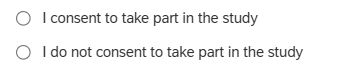 I consent to take part in the study
I do not consent to take part in the study